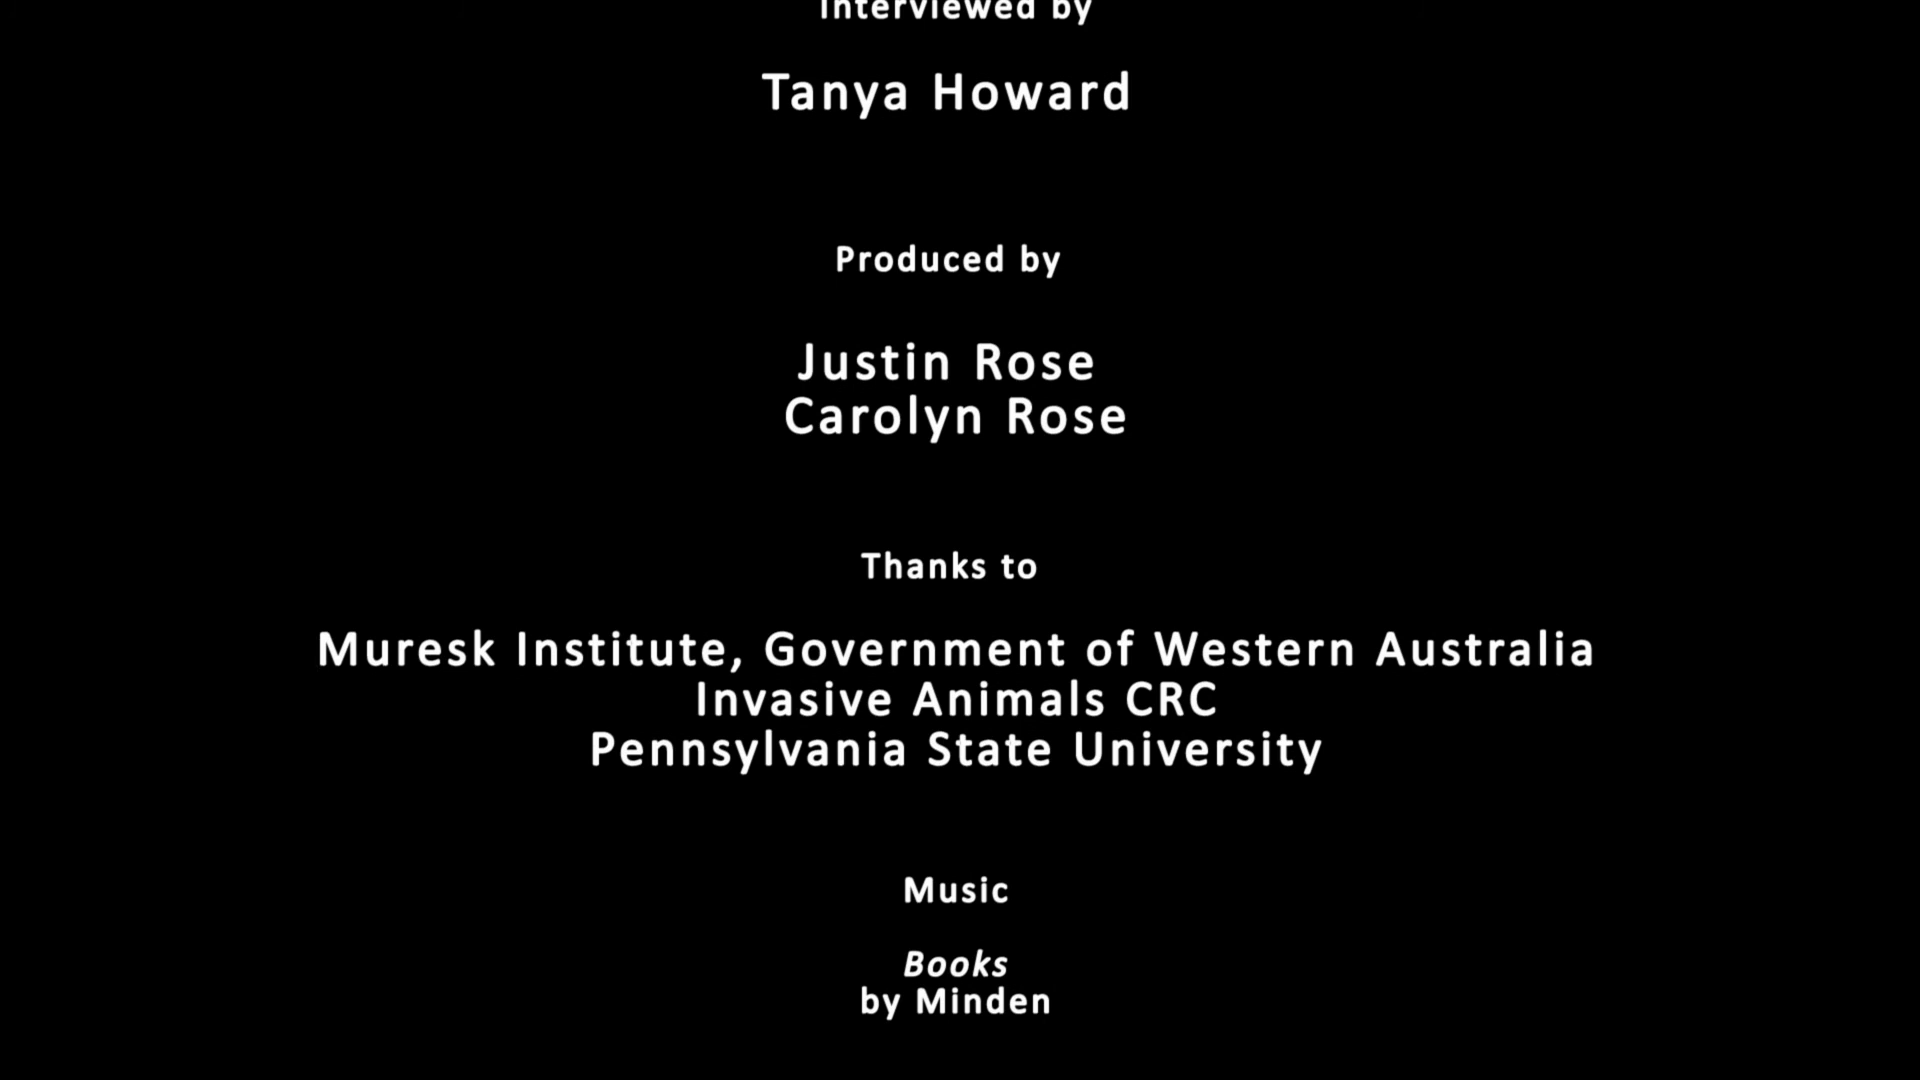 Interviewed by
Tanya Howard
Produced by
Justin Rose
Carolyn Rose
Thanks to
Muresk Institute, Government of Western Australia
Invasive Animals CRC
Pennsylvania State University
Music
Books
by Minden